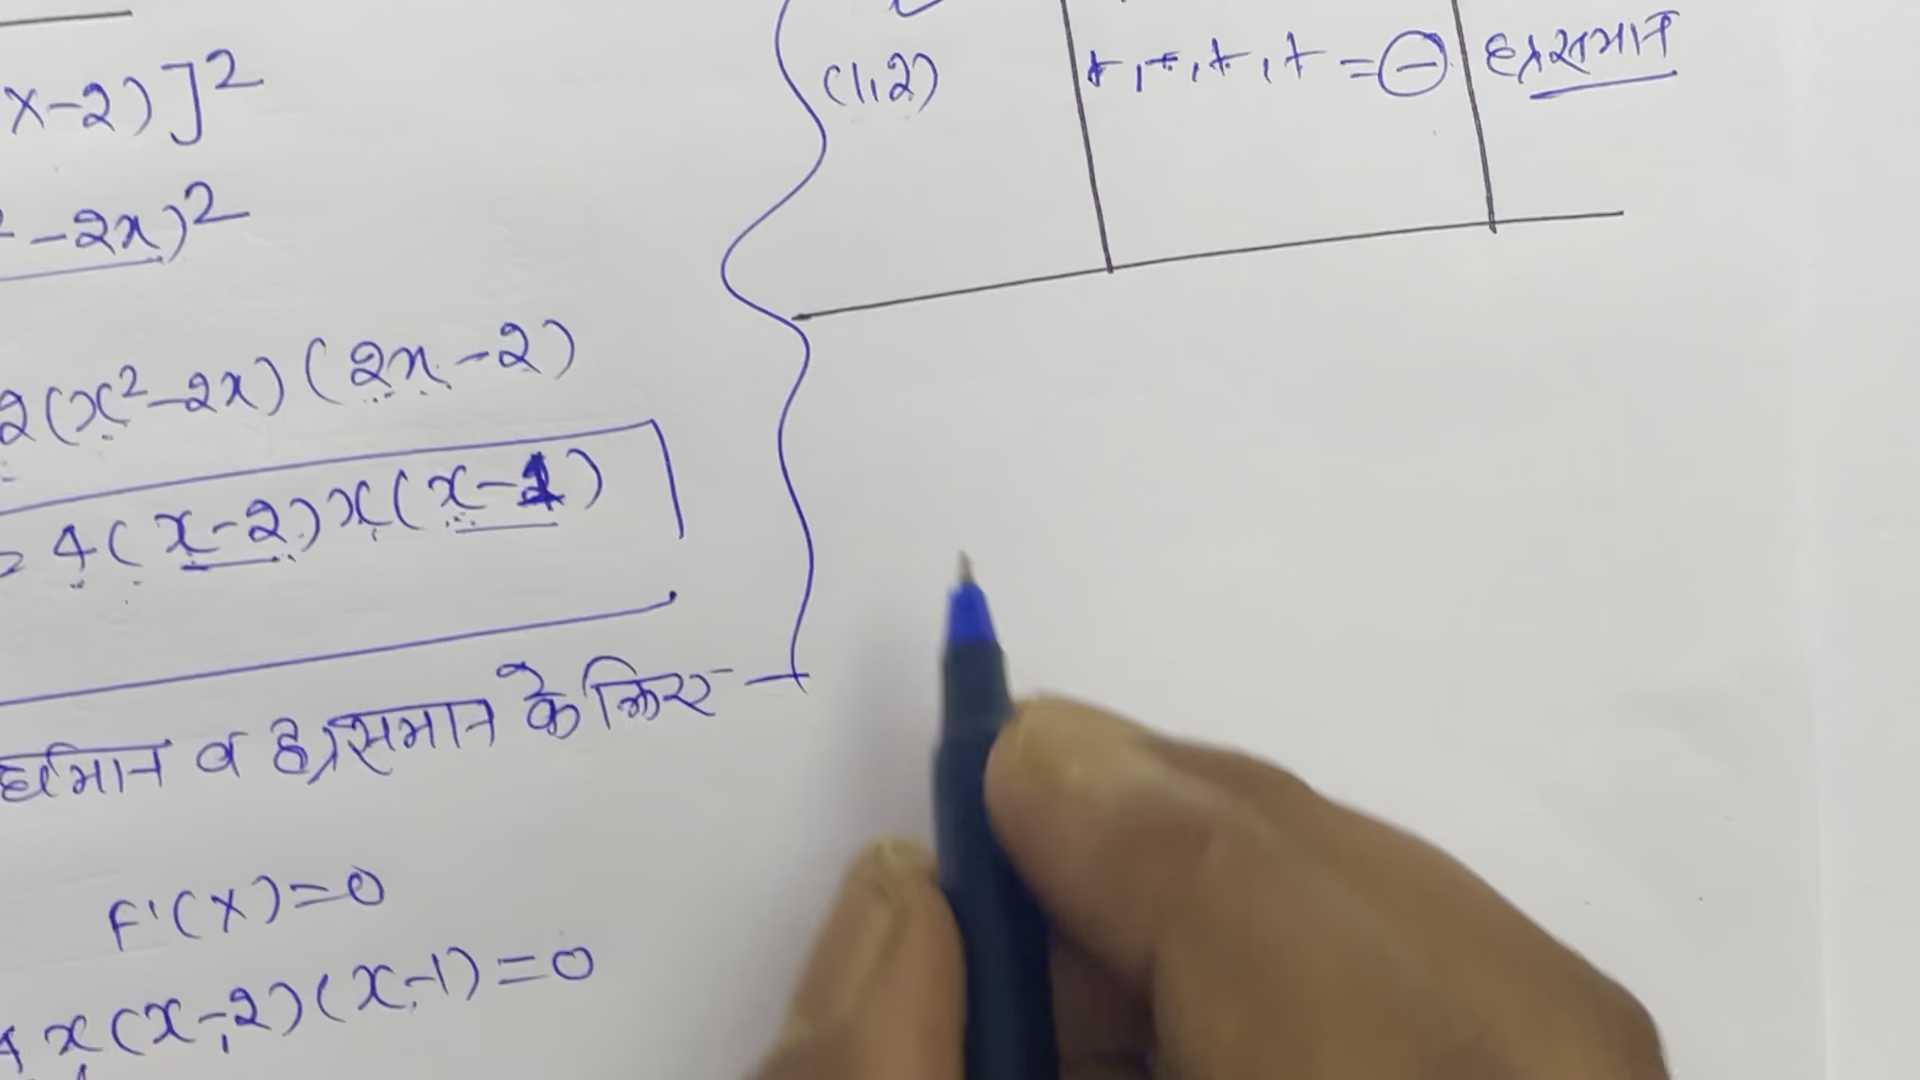 x-2)]2
-2x)2
2(x2-2x)(2x-2)
= 4(x-2)x(x-1)
र्धमान व ह्रासमान के लिए
F'(x)=0
4x(x-2)(x-1)=0
(1,2) +,-,+,+ =⊖ ह्रासमान